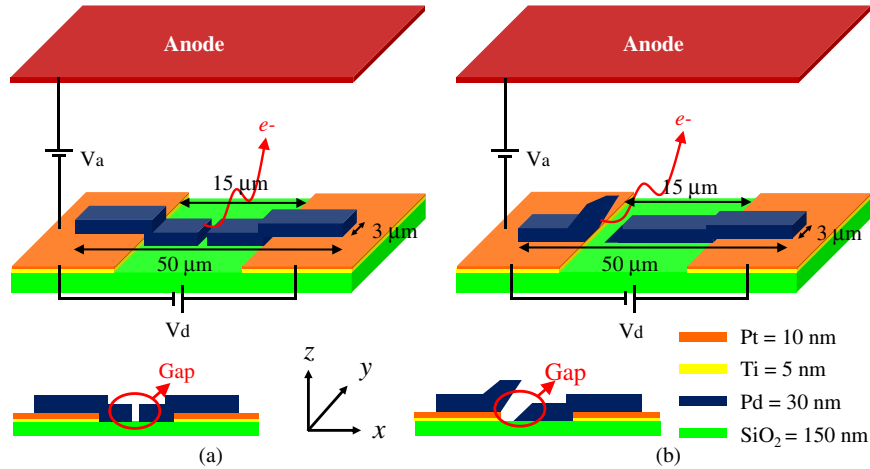 Anode
e-
Va
15 μm
3 μm
50 μm
Vd
Gap
(a)
z
y
x
Anode
e-
Va
15 μm
3 μm
50 μm
Vd
Gap
(b)
Pt = 10 nm
Ti = 5 nm
Pd = 30 nm
SiO₂ = 150 nm